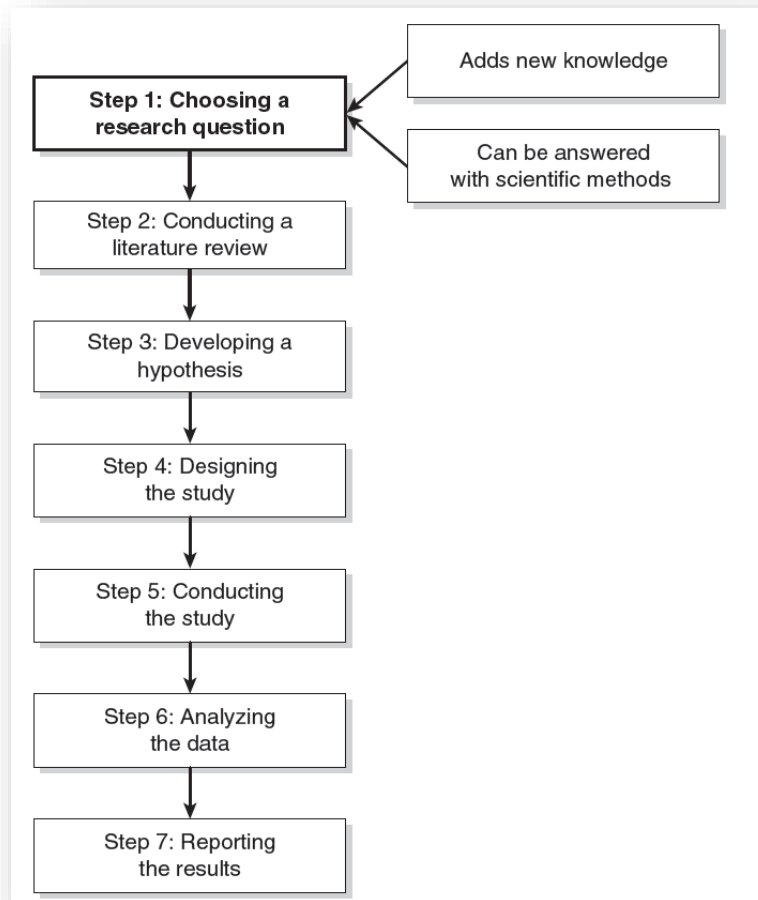 Step 1: Choosing a
research question
Adds new knowledge
Can be answered
with scientific methods
Step 2: Conducting a
literature review
Step 3: Developing a
hypothesis
Step 4: Designing
the study
Step 5: Conducting
the study
Step 6: Analyzing
the data
Step 7: Reporting
the results